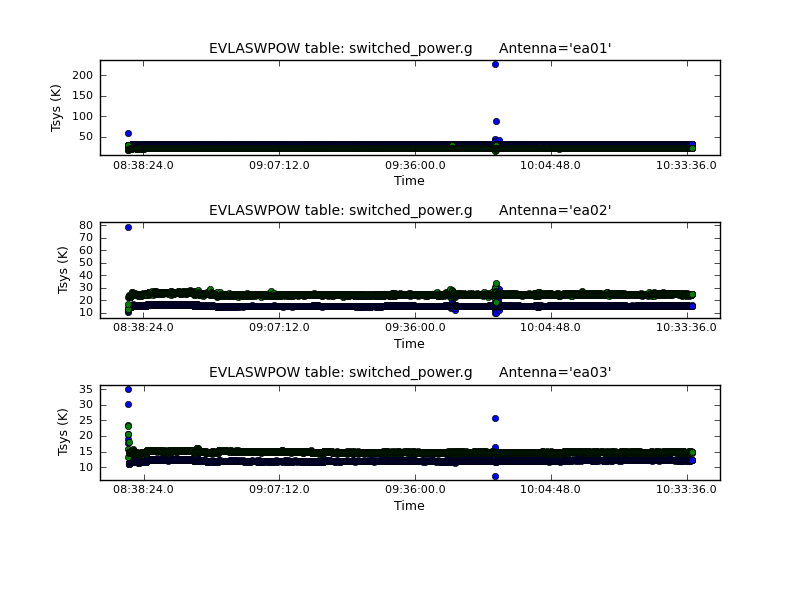 EVLASWPOW table: switched_power.g Antenna='ea01'
200
150
100
50
Tsys (K)
08:38:24.0 09:07:12.0 09:36:00.0 10:04:48.0 10:33:36.0
Time
EVLASWPOW table: switched_power.g Antenna='ea02'
80
70
60
50
40
30
20
10
Tsys (K)
08:38:24.0 09:07:12.0 09:36:00.0 10:04:48.0 10:33:36.0
Time
EVLASWPOW table: switched_power.g Antenna='ea03'
35
30
25
20
15
10
Tsys (K)
08:38:24.0 09:07:12.0 09:36:00.0 10:04:48.0 10:33:36.0
Time